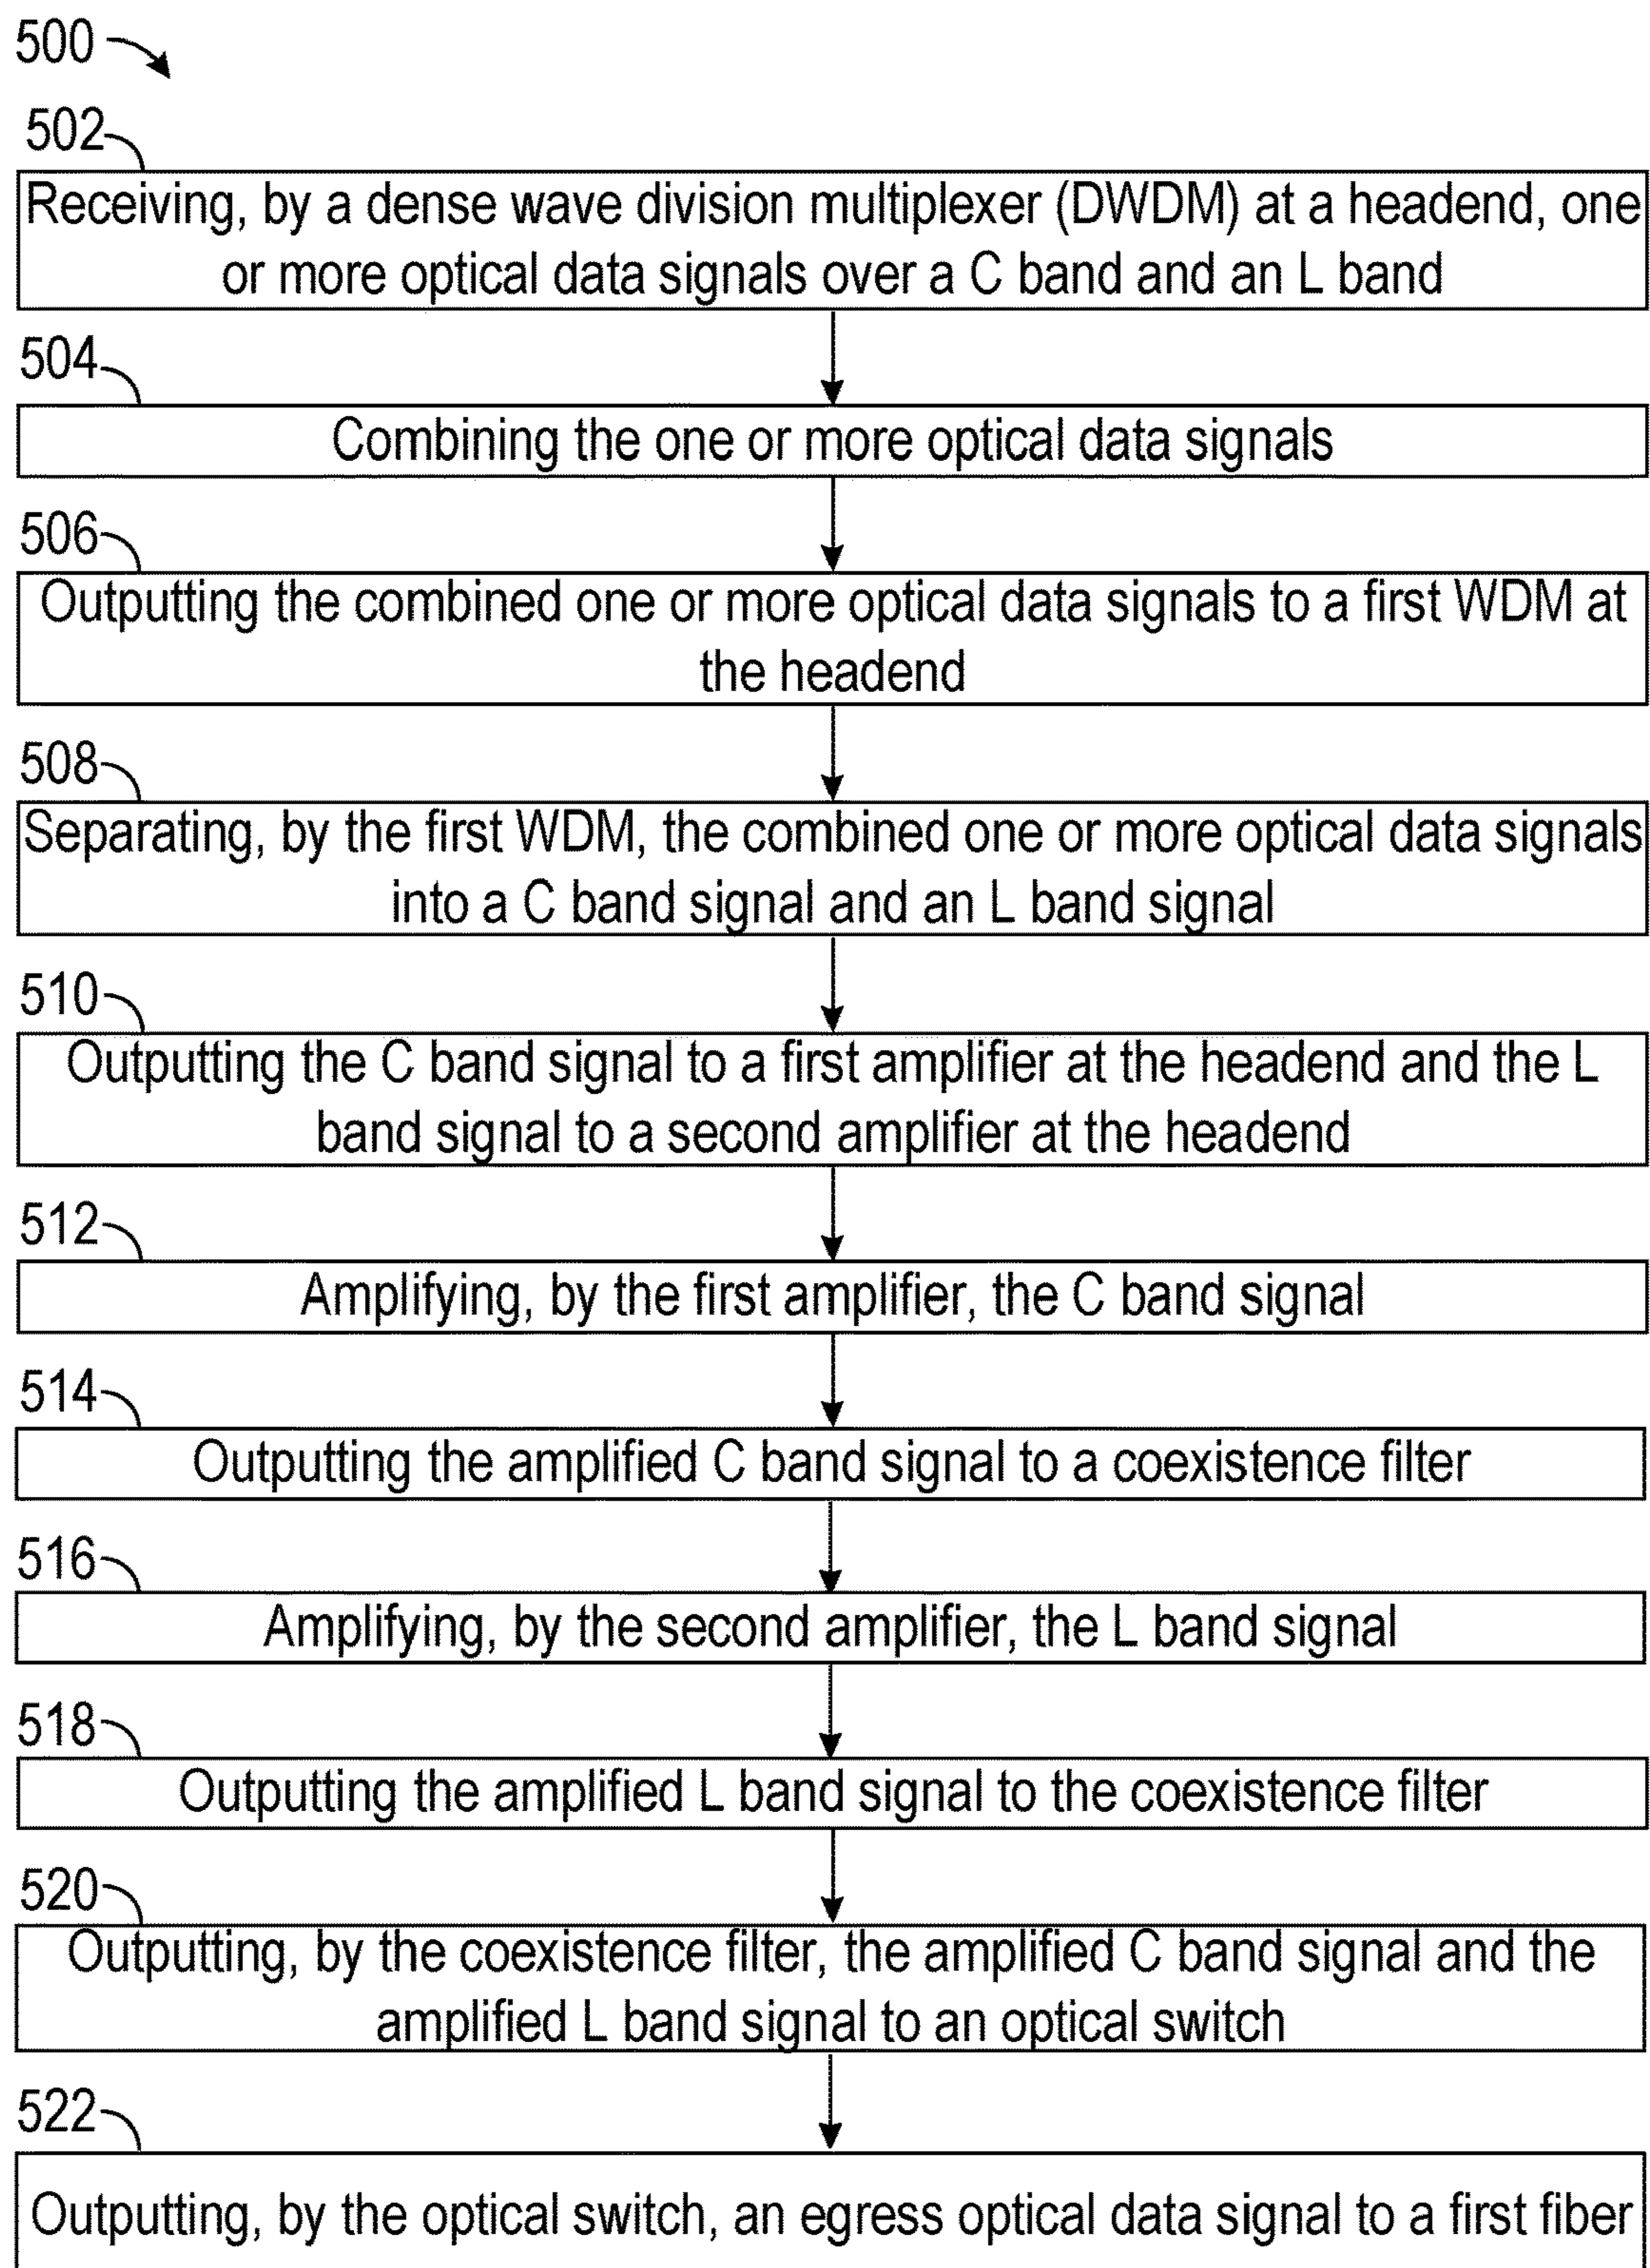 500
502
Receiving, by a dense wave division multiplexer (DWDM) at a headend, one
or more optical data signals over a C band and an L band
504
Combining the one or more optical data signals
506
Outputting the combined one or more optical data signals to a first WDM at
the headend
508
Separating, by the first WDM, the combined one or more optical data signals
into a C band signal and an L band signal
510
Outputting the C band signal to a first amplifier at the headend and the L
band signal to a second amplifier at the headend
512
Amplifying, by the first amplifier, the C band signal
514
Outputting the amplified C band signal to a coexistence filter
516
Amplifying, by the second amplifier, the L band signal
518
Outputting the amplified L band signal to the coexistence filter
520
Outputting, by the coexistence filter, the amplified C band signal and the
amplified L band signal to an optical switch
522
Outputting, by the optical switch, an egress optical data signal to a first fiber